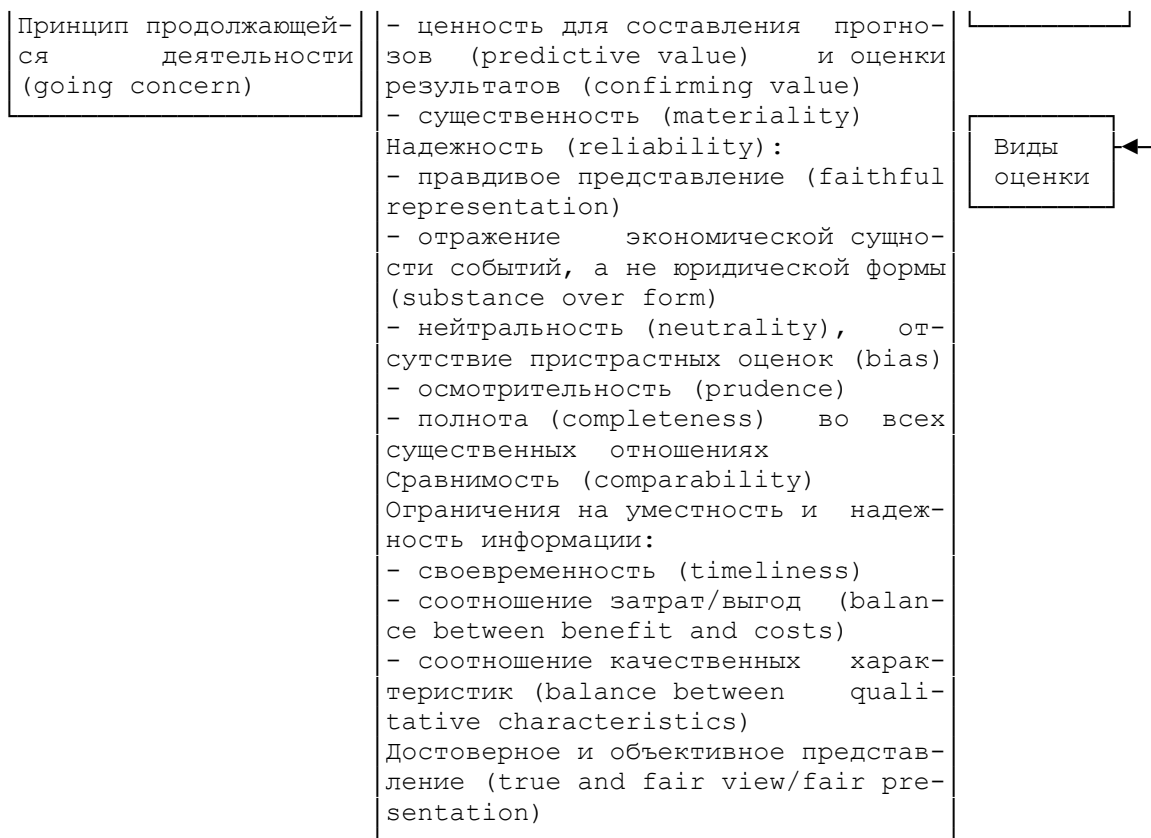 Принцип продолжающей-
ся деятельности
(going concern)
- ценность для составления прогно-
зов (predictive value) и оценки
результатов (confirming value)
- существенность (materiality)
Надежность (reliability):
- правдивое представление (faithful
representation)
- отражение экономической сущно-
сти событий, а не юридической формы
(substance over form)
- нейтральность (neutrality), от-
сутствие пристрастных оценок (bias)
- осмотрительность (prudence)
- полнота (completeness) во всех
существенных отношениях
Сравнимость (comparability)
Ограничения на уместность и надеж-
ность информации:
- своевременность (timeliness)
- соотношение затрат/выгод (balan-
ce between benefit and costs)
- соотношение качественных харак-
теристик (balance between quali-
tative characteristics)
Достоверное и объективное представ-
ление (true and fair view/fair pre-
sentation)
Виды
оценки